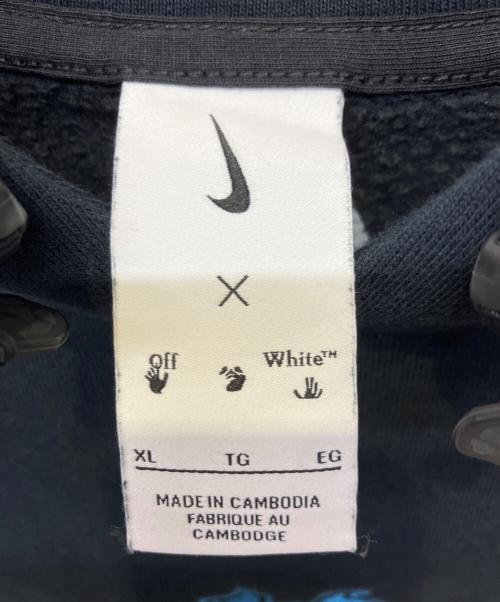 ×
Off White™
XL TG EG
MADE IN CAMBODIA
FABRIQUE AU
CAMBODGE